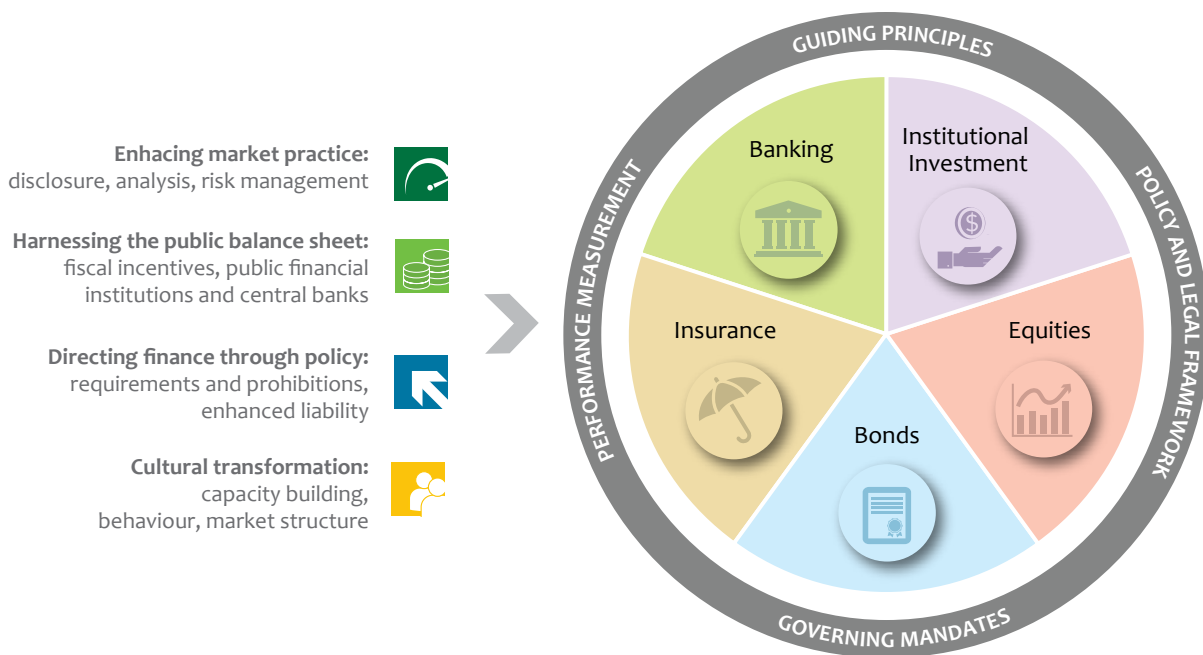 Enhacing market practice:
disclosure, analysis, risk management
Harnessing the public balance sheet:
fiscal incentives, public financial
institutions and central banks
Directing finance through policy:
requirements and prohibitions,
enhanced liability
Cultural transformation:
capacity building,
behaviour, market structure
GUIDING PRINCIPLES
POLICY AND LEGAL FRAMEWORK
GOVERNING MANDATES
PERFORMANCE MEASUREMENT
Banking
Institutional
Investment
$
Insurance
Equities
Bonds